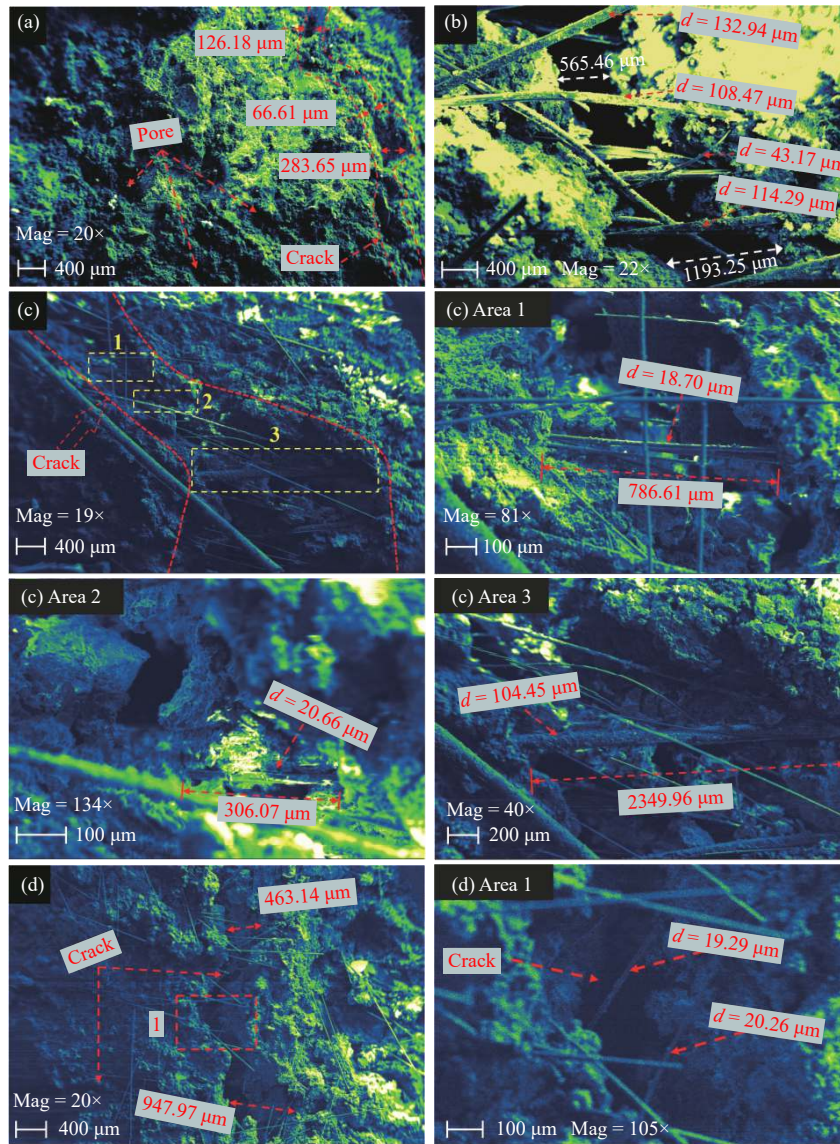 (a)
126.18 μm
66.61 μm
Pore
283.65 μm
Mag = 20×
Crack
400 μm
(b)
d = 132.94 μm
565.46 μm
d = 108.47 μm
d = 43.17 μm
d = 114.29 μm
400 μm Mag = 22×
1193.25 μm
(c)
1
2
3
Crack
Mag = 19×
400 μm
(c) Area 1
d = 18.70 μm
786.61 μm
Mag = 81×
100 μm
(c) Area 2
d = 20.66 μm
Mag = 134×
306.07 μm
100 μm
(c) Area 3
d = 104.45 μm
2349.96 μm
Mag = 40×
200 μm
(d)
463.14 μm
Crack
1
Mag = 20×
947.97 μm
400 μm
(d) Area 1
d = 19.29 μm
Crack
d = 20.26 μm
100 μm Mag = 105×